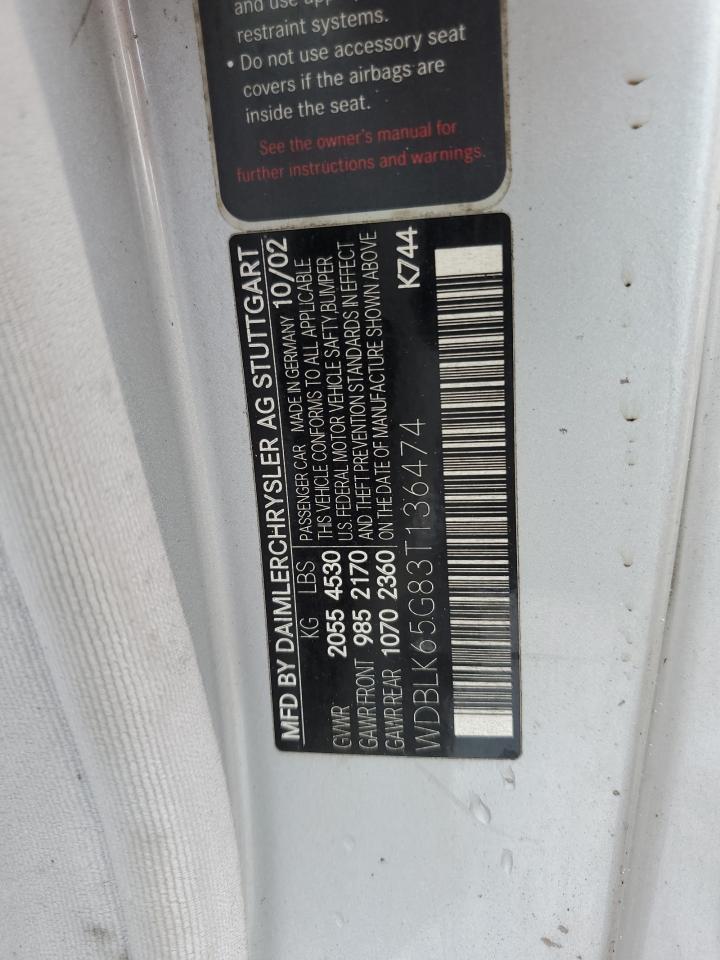 and use
restraint systems.
• Do not use accessory seat
covers if the airbags are
inside the seat.
See the owner's manual for
further instructions and warnings.
MFD BY DAIMLERCHRYSLER AG STUTTGART
KG LBS PASSENGER CAR MADE IN GERMANY 10/02
GVWR 2055 4530 THIS VEHICLE CONFORMS TO ALL APPLICABLE
GAWR FRONT 985 2170 U.S. FEDERAL MOTOR VEHICLE SAFTY,BUMPER
GAWR REAR 1070 2360 AND THEFT PREVENTION STANDARDS IN EFFECT
ON THE DATE OF MANUFACTURE SHOWN ABOVE
WDBLK65G83T136474 K744